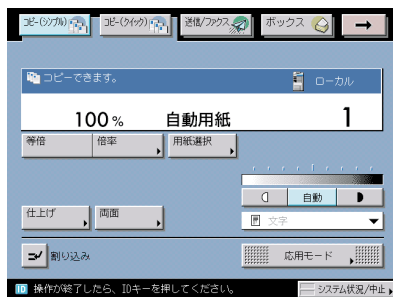 コピー(シンプル)
コピー(クイック)
送信/ファクス
ボックス
コピーできます。
ローカル
100%
自動用紙
1
等倍
倍率
用紙選択
自動
仕上げ
両面
文字
割り込み
応用モード
ID 操作が終了したら、IDキーを押してください。
システム状況/中止